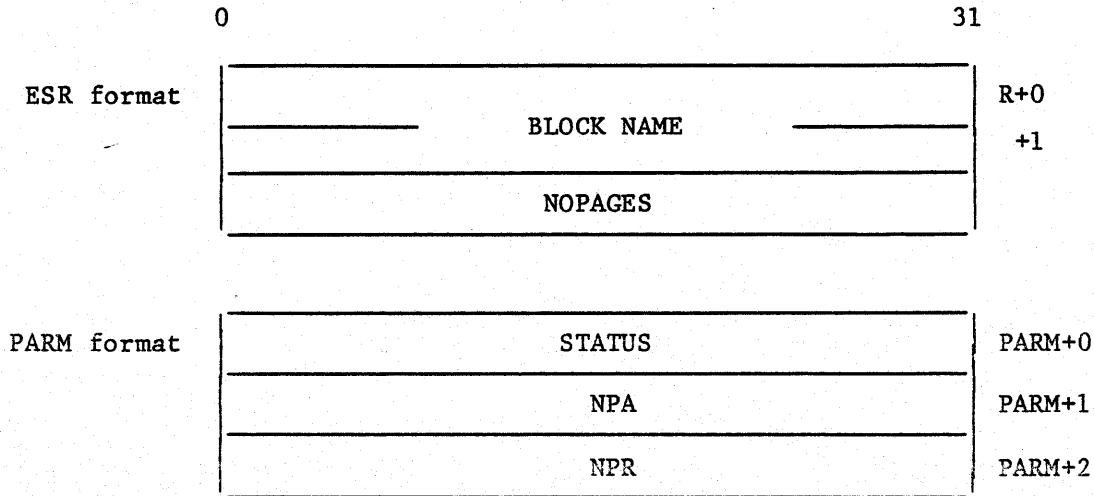 0 31
ESR format R+0
BLOCK NAME
+1
NOPAGES
PARM format STATUS PARM+0
NPA PARM+1
NPR PARM+2